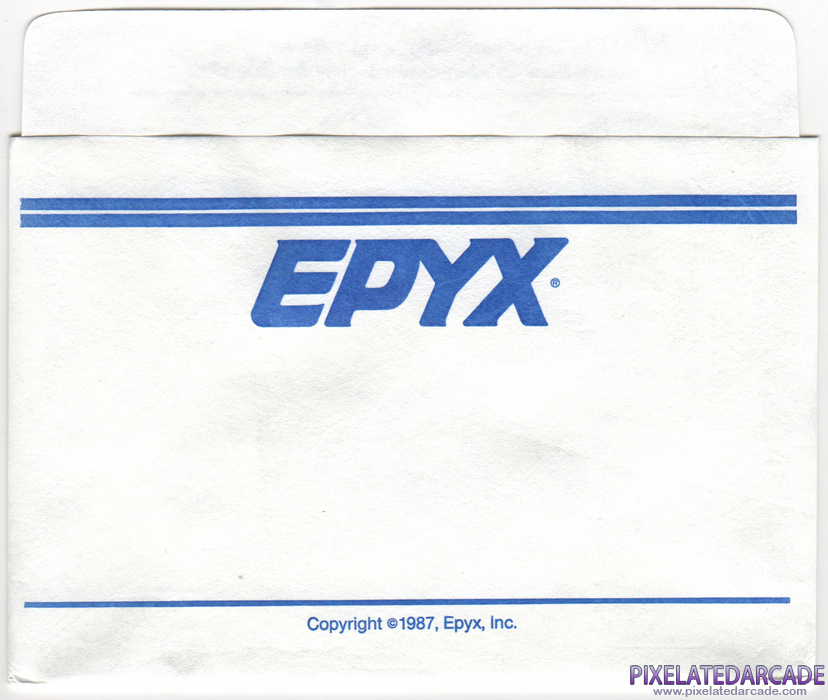 EPYX®
Copyright ©1987, Epyx, Inc.
PIXELATEDARCADE
www.pixelatedarcade.com